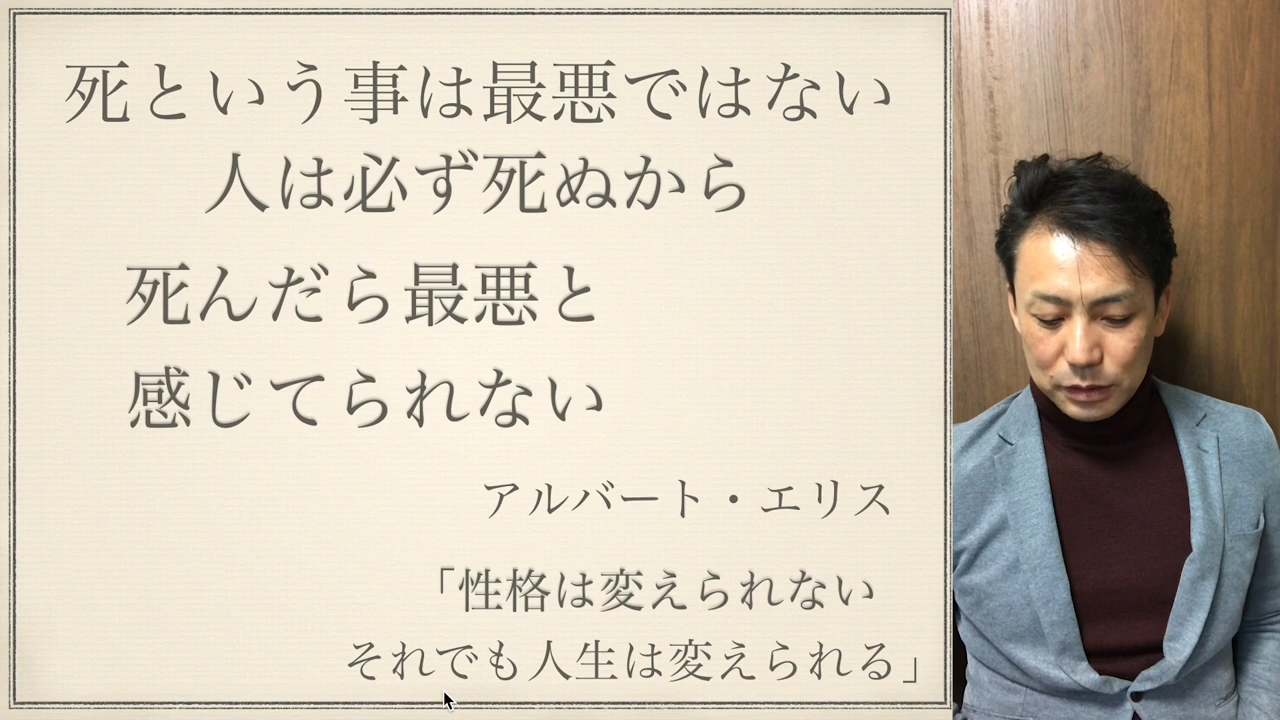 死という事は最悪ではない
人は必ず死ぬから
死んだら最悪と
感じてられない
アルバート・エリス
「性格は変えられない
それでも人生は変えられる」